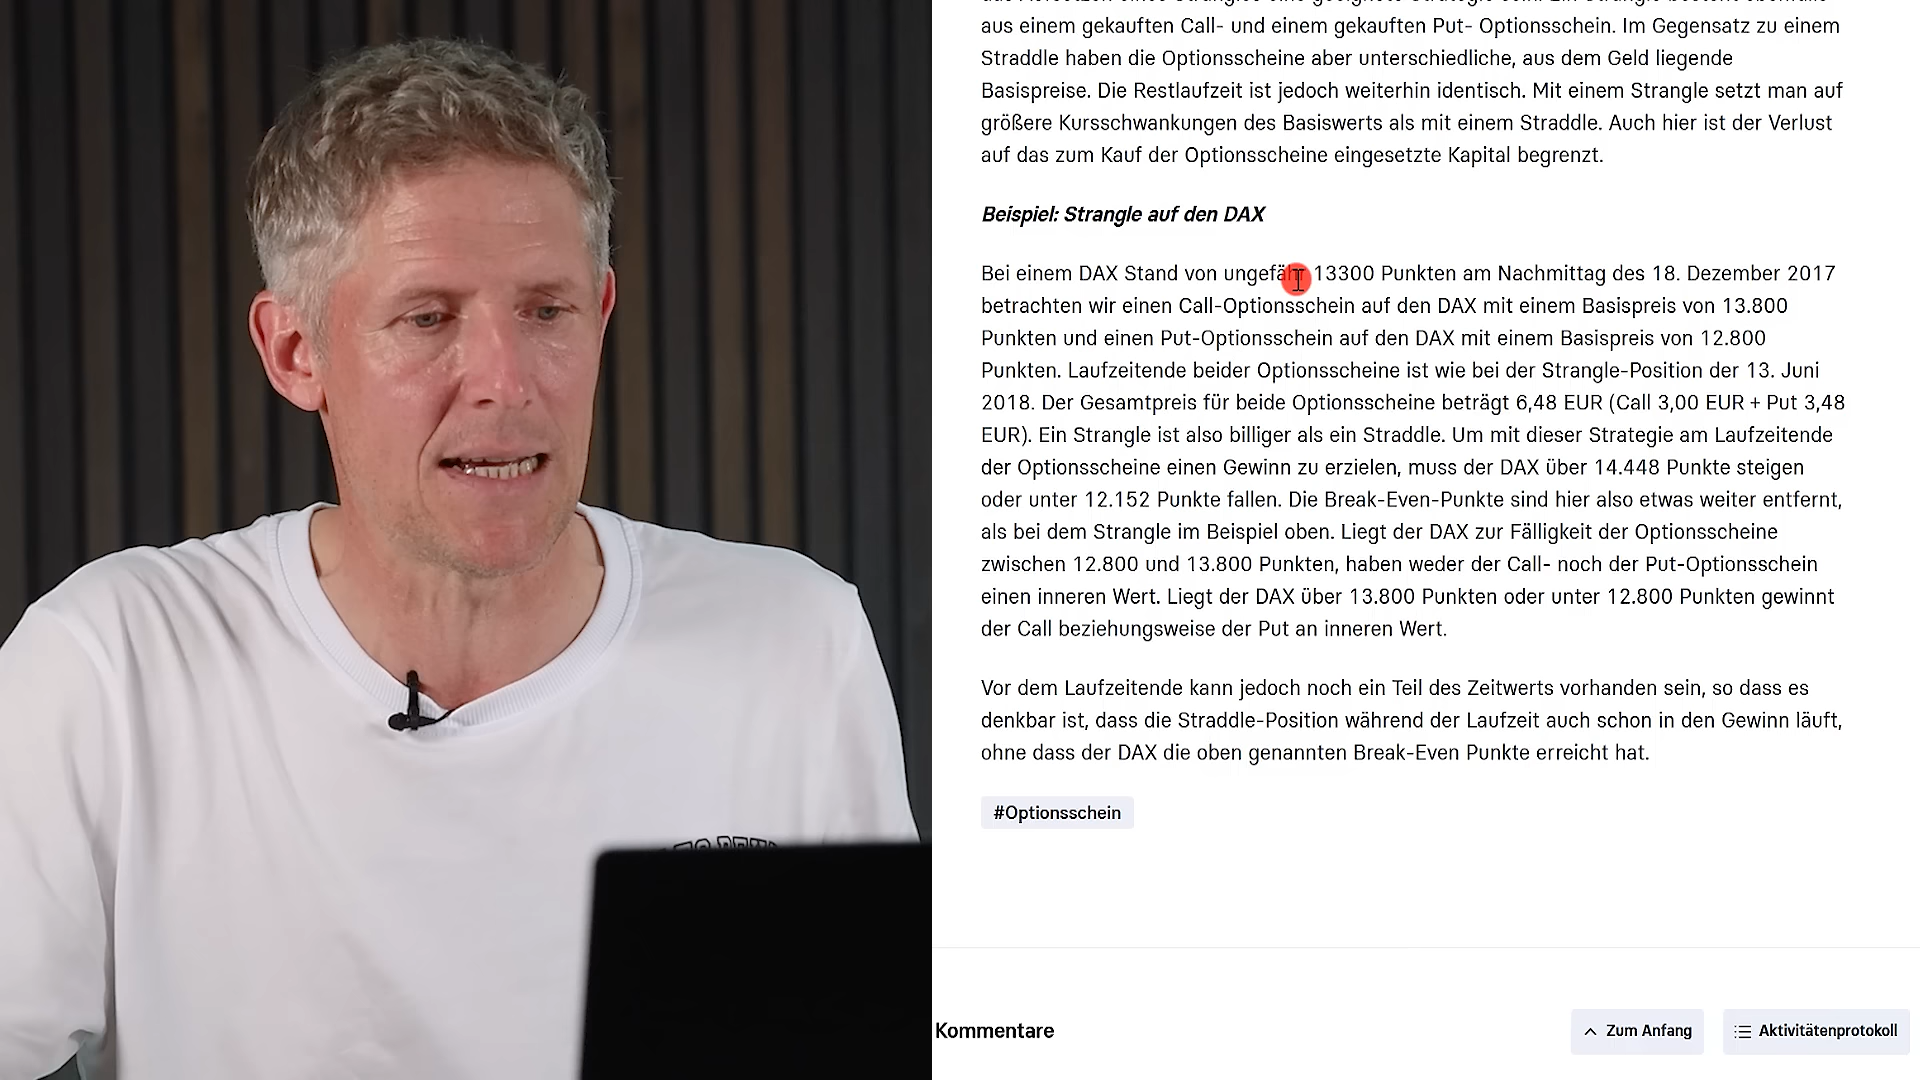 aus einem gekauften Call- und einem gekauften Put- Optionsschein. Im Gegensatz zu einem
Straddle haben die Optionsscheine aber unterschiedliche, aus dem Geld liegende
Basispreise. Die Restlaufzeit ist jedoch weiterhin identisch. Mit einem Strangle setzt man auf
größere Kursschwankungen des Basiswerts als mit einem Straddle. Auch hier ist der Verlust
auf das zum Kauf der Optionsscheine eingesetzte Kapital begrenzt.
Beispiel: Strangle auf den DAX
Bei einem DAX Stand von ungefähr 13300 Punkten am Nachmittag des 18. Dezember 2017
betrachten wir einen Call-Optionsschein auf den DAX mit einem Basispreis von 13.800
Punkten und einen Put-Optionsschein auf den DAX mit einem Basispreis von 12.800
Punkten. Laufzeitende beider Optionsscheine ist wie bei der Strangle-Position der 13. Juni
2018. Der Gesamtpreis für beide Optionsscheine beträgt 6,48 EUR (Call 3,00 EUR + Put 3,48
EUR). Ein Strangle ist also billiger als ein Straddle. Um mit dieser Strategie am Laufzeitende
der Optionsscheine einen Gewinn zu erzielen, muss der DAX über 14.448 Punkte steigen
oder unter 12.152 Punkte fallen. Die Break-Even-Punkte sind hier also etwas weiter entfernt,
als bei dem Strangle im Beispiel oben. Liegt der DAX zur Fälligkeit der Optionsscheine
zwischen 12.800 und 13.800 Punkten, haben weder der Call- noch der Put-Optionsschein
einen inneren Wert. Liegt der DAX über 13.800 Punkten oder unter 12.800 Punkten gewinnt
der Call beziehungsweise der Put an inneren Wert.
Vor dem Laufzeitende kann jedoch noch ein Teil des Zeitwerts vorhanden sein, so dass es
denkbar ist, dass die Straddle-Position während der Laufzeit auch schon in den Gewinn läuft,
ohne dass der DAX die oben genannten Break-Even Punkte erreicht hat.
#Optionsschein
Kommentare
Zum Anfang
Aktivitätenprotokoll